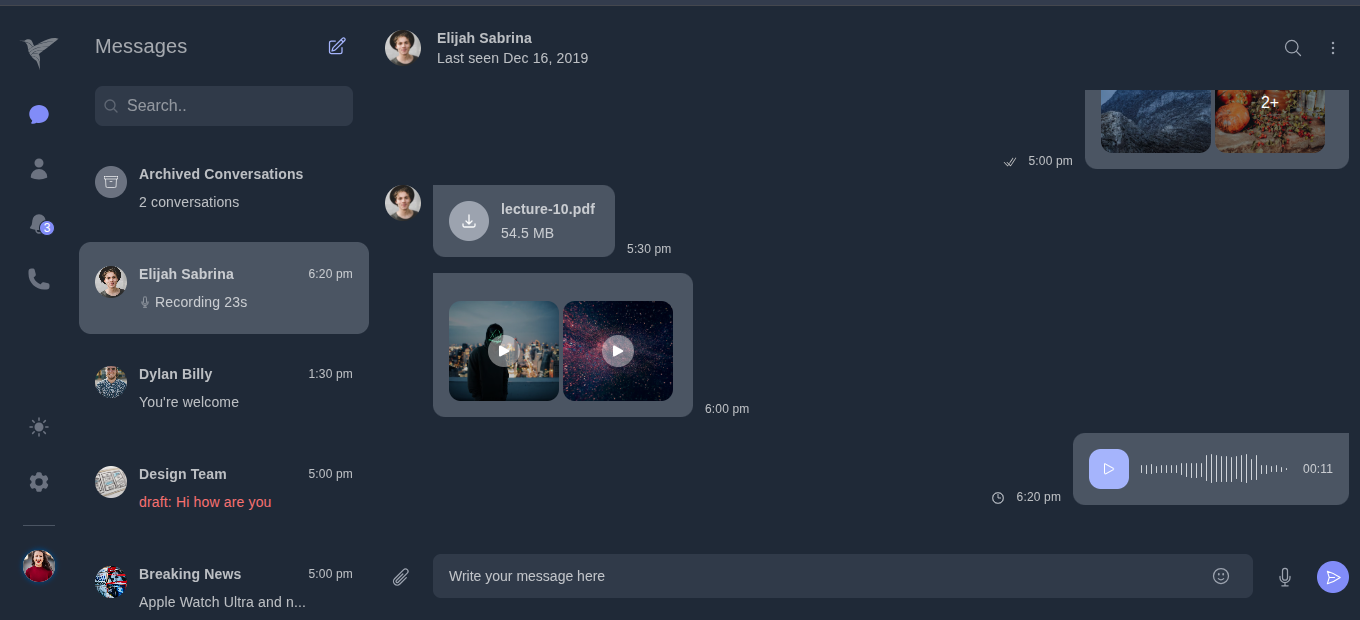 Messages
Search..
3
Archived Conversations
2 conversations
Elijah Sabrina
6:20 pm
Recording 23s
Dylan Billy
1:30 pm
You're welcome
Design Team
5:00 pm
draft: Hi how are you
Breaking News
5:00 pm
Apple Watch Ultra and n...
Elijah Sabrina
Last seen Dec 16, 2019
2+
5:00 pm
lecture-10.pdf
54.5 MB
5:30 pm
6:00 pm
00:11
6:20 pm
Write your message here